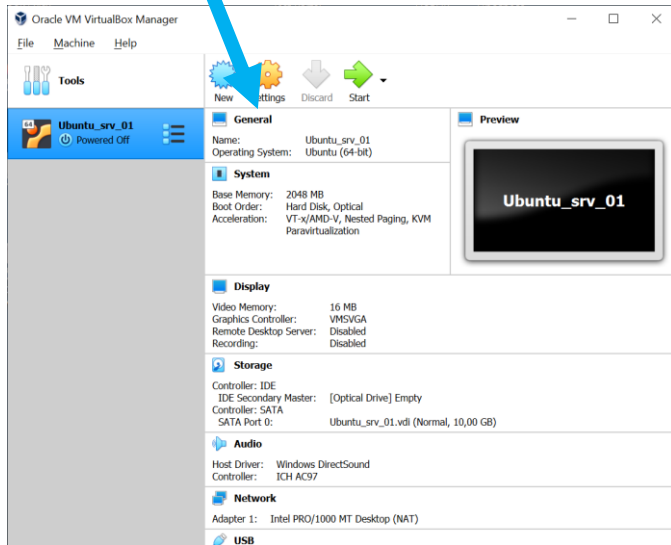 Oracle VM VirtualBox Manager
File Machine Help
Tools
New ettings Discard Start
64 Ubuntu_srv_01
Powered Off
General
Name: Ubuntu_srv_01
Operating System: Ubuntu (64-bit)
Preview
Ubuntu_srv_01
System
Base Memory: 2048 MB
Boot Order: Hard Disk, Optical
Acceleration: VT-x/AMD-V, Nested Paging, KVM
Paravirtualization
Display
Video Memory: 16 MB
Graphics Controller: VMSVGA
Remote Desktop Server: Disabled
Recording: Disabled
Storage
Controller: IDE
IDE Secondary Master: [Optical Drive] Empty
Controller: SATA
SATA Port 0: Ubuntu_srv_01.vdi (Normal, 10,00 GB)
Audio
Host Driver: Windows DirectSound
Controller: ICH AC97
Network
Adapter 1: Intel PRO/1000 MT Desktop (NAT)
USB